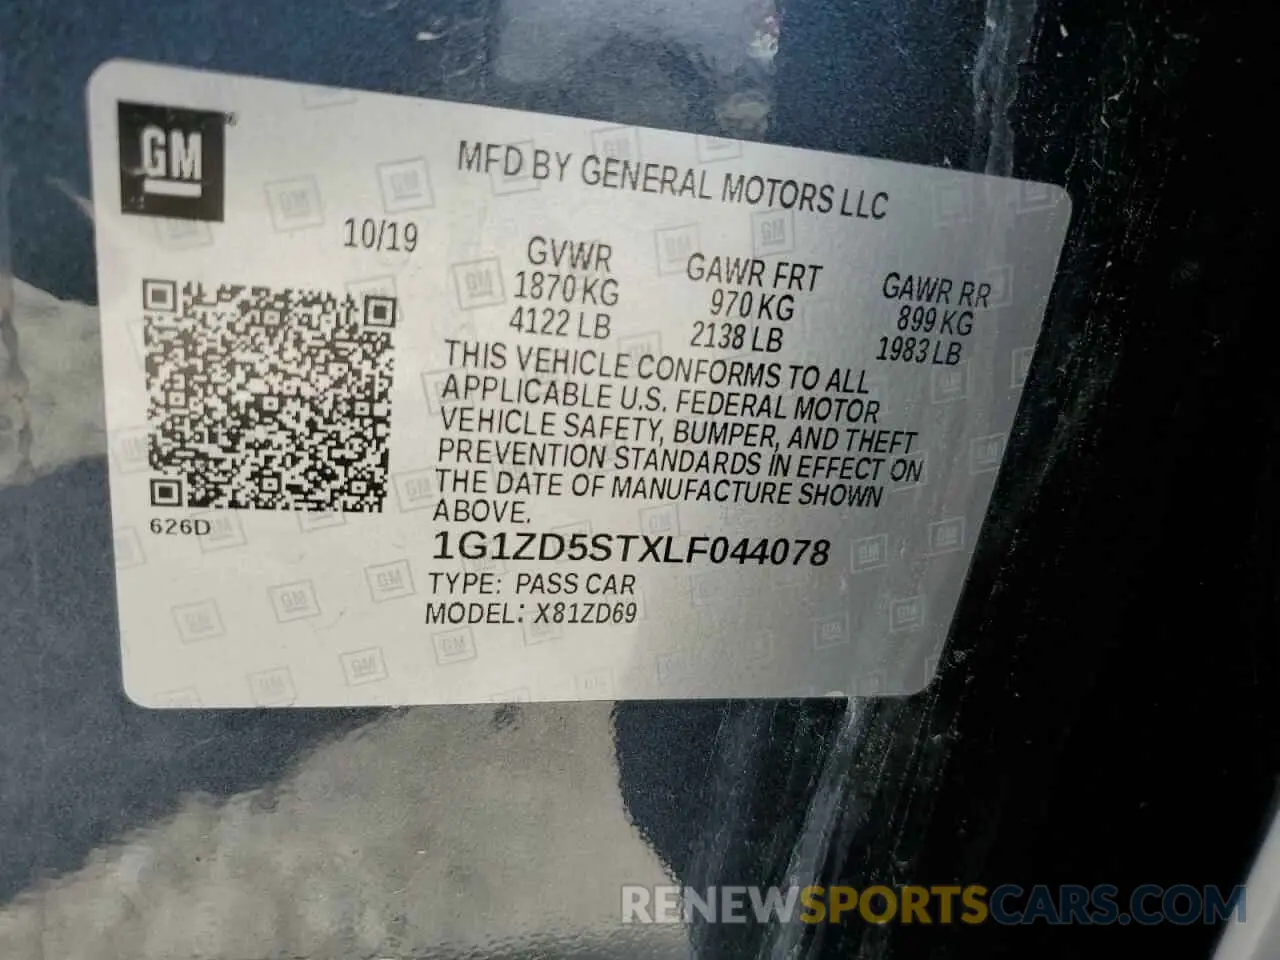 GM
MFD BY GENERAL MOTORS LLC
10/19
GVWR GAWR FRT GAWR RR
1870 KG 970 KG 899 KG
4122 LB 2138 LB 1983 LB
THIS VEHICLE CONFORMS TO ALL
APPLICABLE U.S. FEDERAL MOTOR
VEHICLE SAFETY, BUMPER, AND THEFT
PREVENTION STANDARDS IN EFFECT ON
THE DATE OF MANUFACTURE SHOWN
ABOVE.
626D
1G1ZD5STXLF044078
TYPE: PASS CAR
MODEL: X81ZD69
RENEWSPORTSCARS.COM